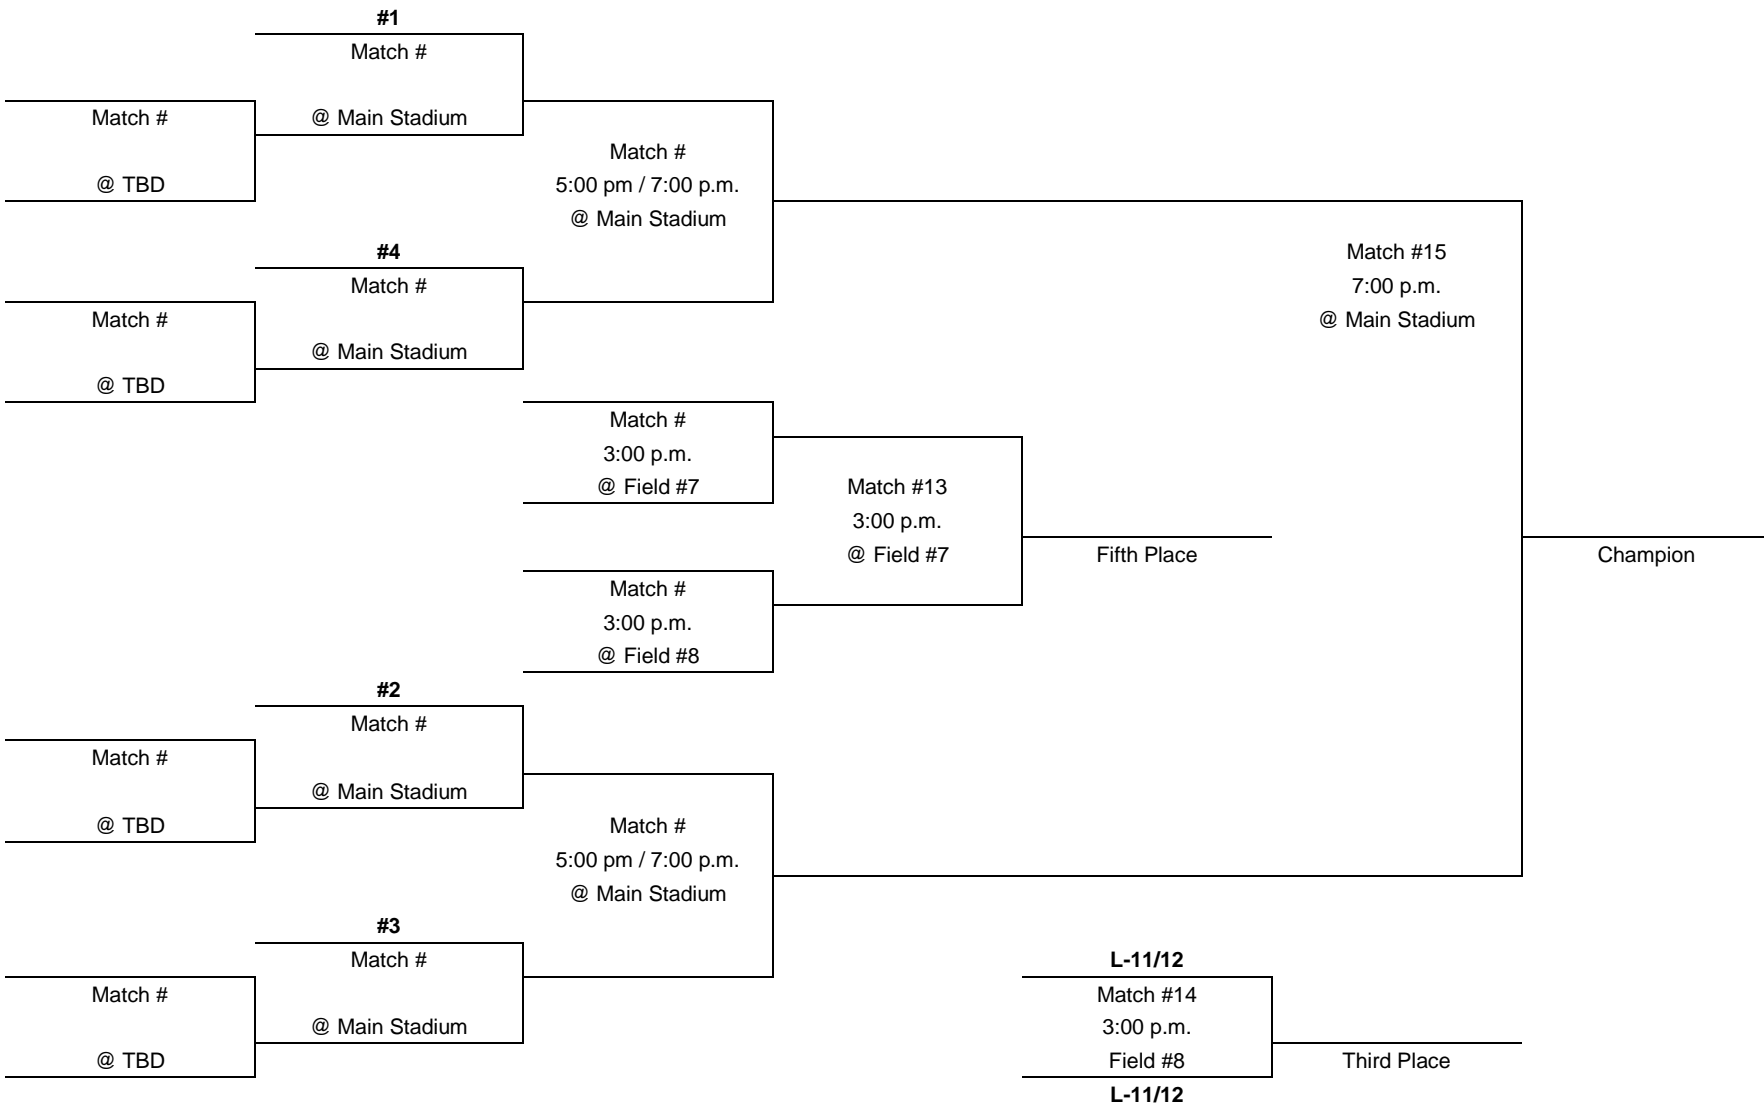 #1
Match #
@ Main Stadium
Match #
@ TBD
Match #
5:00 pm / 7:00 p.m.
@ Main Stadium
#4
Match #
@ Main Stadium
Match #
@ TBD
Match #15
7:00 p.m.
@ Main Stadium
Match #
3:00 p.m.
@ Field #7
Match #13
3:00 p.m.
@ Field #7
Fifth Place
Champion
Match #
3:00 p.m.
@ Field #8
#2
Match #
@ Main Stadium
Match #
@ TBD
Match #
5:00 pm / 7:00 p.m.
@ Main Stadium
#3
Match #
@ Main Stadium
Match #
@ TBD
L-11/12
Match #14
3:00 p.m.
Field #8
Third Place
L-11/12